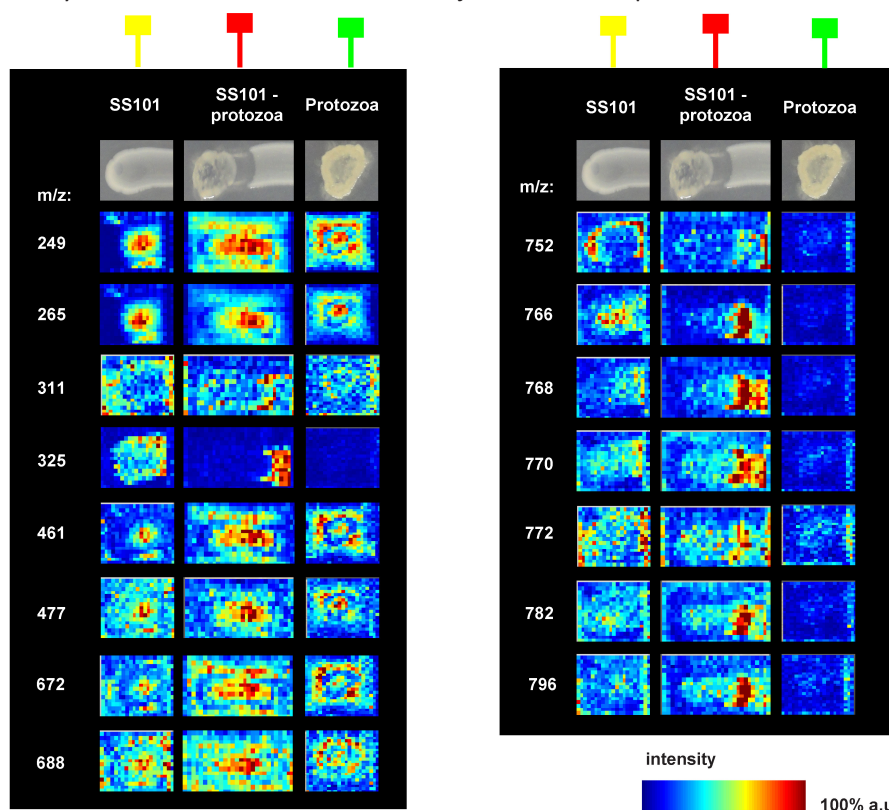 SS101
SS101 -
protozoa
Protozoa
m/z:
249
265
311
325
461
477
672
688
SS101
SS101 -
protozoa
Protozoa
m/z:
752
766
768
770
772
782
796
intensity
100% a.u